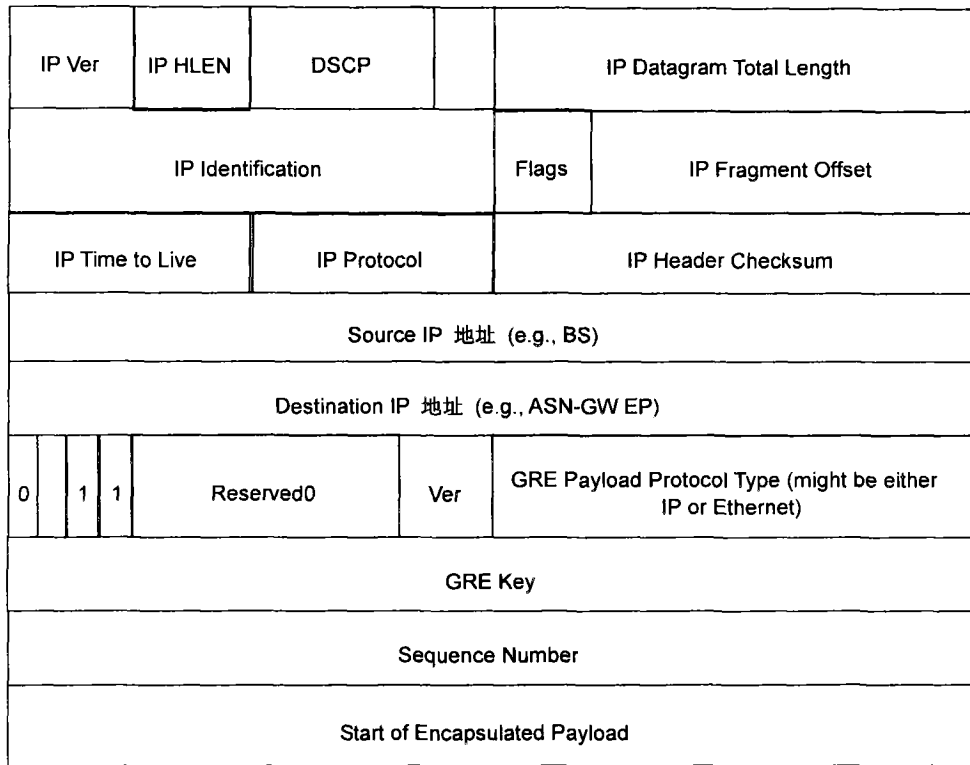 IP Ver IP HLEN DSCP IP Datagram Total Length
IP Identification Flags IP Fragment Offset
IP Time to Live IP Protocol IP Header Checksum
Source IP 地址 (e.g., BS)
Destination IP 地址 (e.g., ASN-GW EP)
0 1 1 Reserved0 Ver GRE Payload Protocol Type (might be either
IP or Ethernet)
GRE Key
Sequence Number
Start of Encapsulated Payload